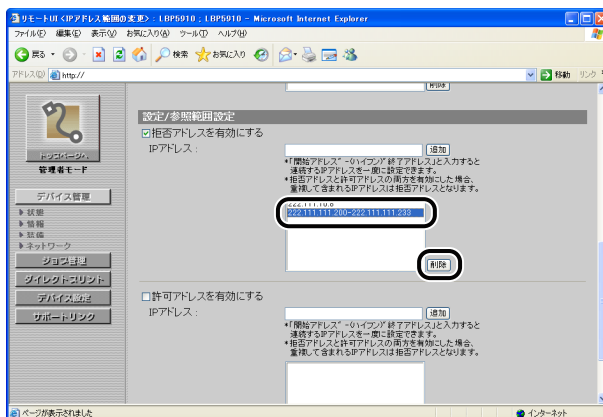 リモートUI <IPアドレス範囲の変更> : LBP5910 ; LBP5910 - Microsoft Internet Explorer
ファイル(F) 編集(E) 表示(V) お気に入り(A) ツール(T) ヘルプ(H)
戻る 検索 お気に入り
アドレス(D) http:// 移動 リンク
削除
トップページへ
管理者モード
デバイス管理
状態
情報
装備
ネットワーク
ジョブ管理
ダイレクトプリント
デバイス設定
サポートリンク
設定/参照範囲設定
拒否アドレスを有効にする
IPアドレス :
追加
*「開始アドレス"-(ハイフン)"終了アドレス」と入力すると
連続するIPアドレスを一度に設定できます。
*拒否アドレスと許可アドレスの両方を有効にした場合、
重複して含まれるIPアドレスは拒否アドレスとなります。
222.111.111.200-222.111.111.233
削除
許可アドレスを有効にする
IPアドレス :
追加
*「開始アドレス"-(ハイフン)"終了アドレス」と入力すると
連続するIPアドレスを一度に設定できます。
*拒否アドレスと許可アドレスの両方を有効にした場合、
重複して含まれるIPアドレスは拒否アドレスとなります。
ページが表示されました
インターネット